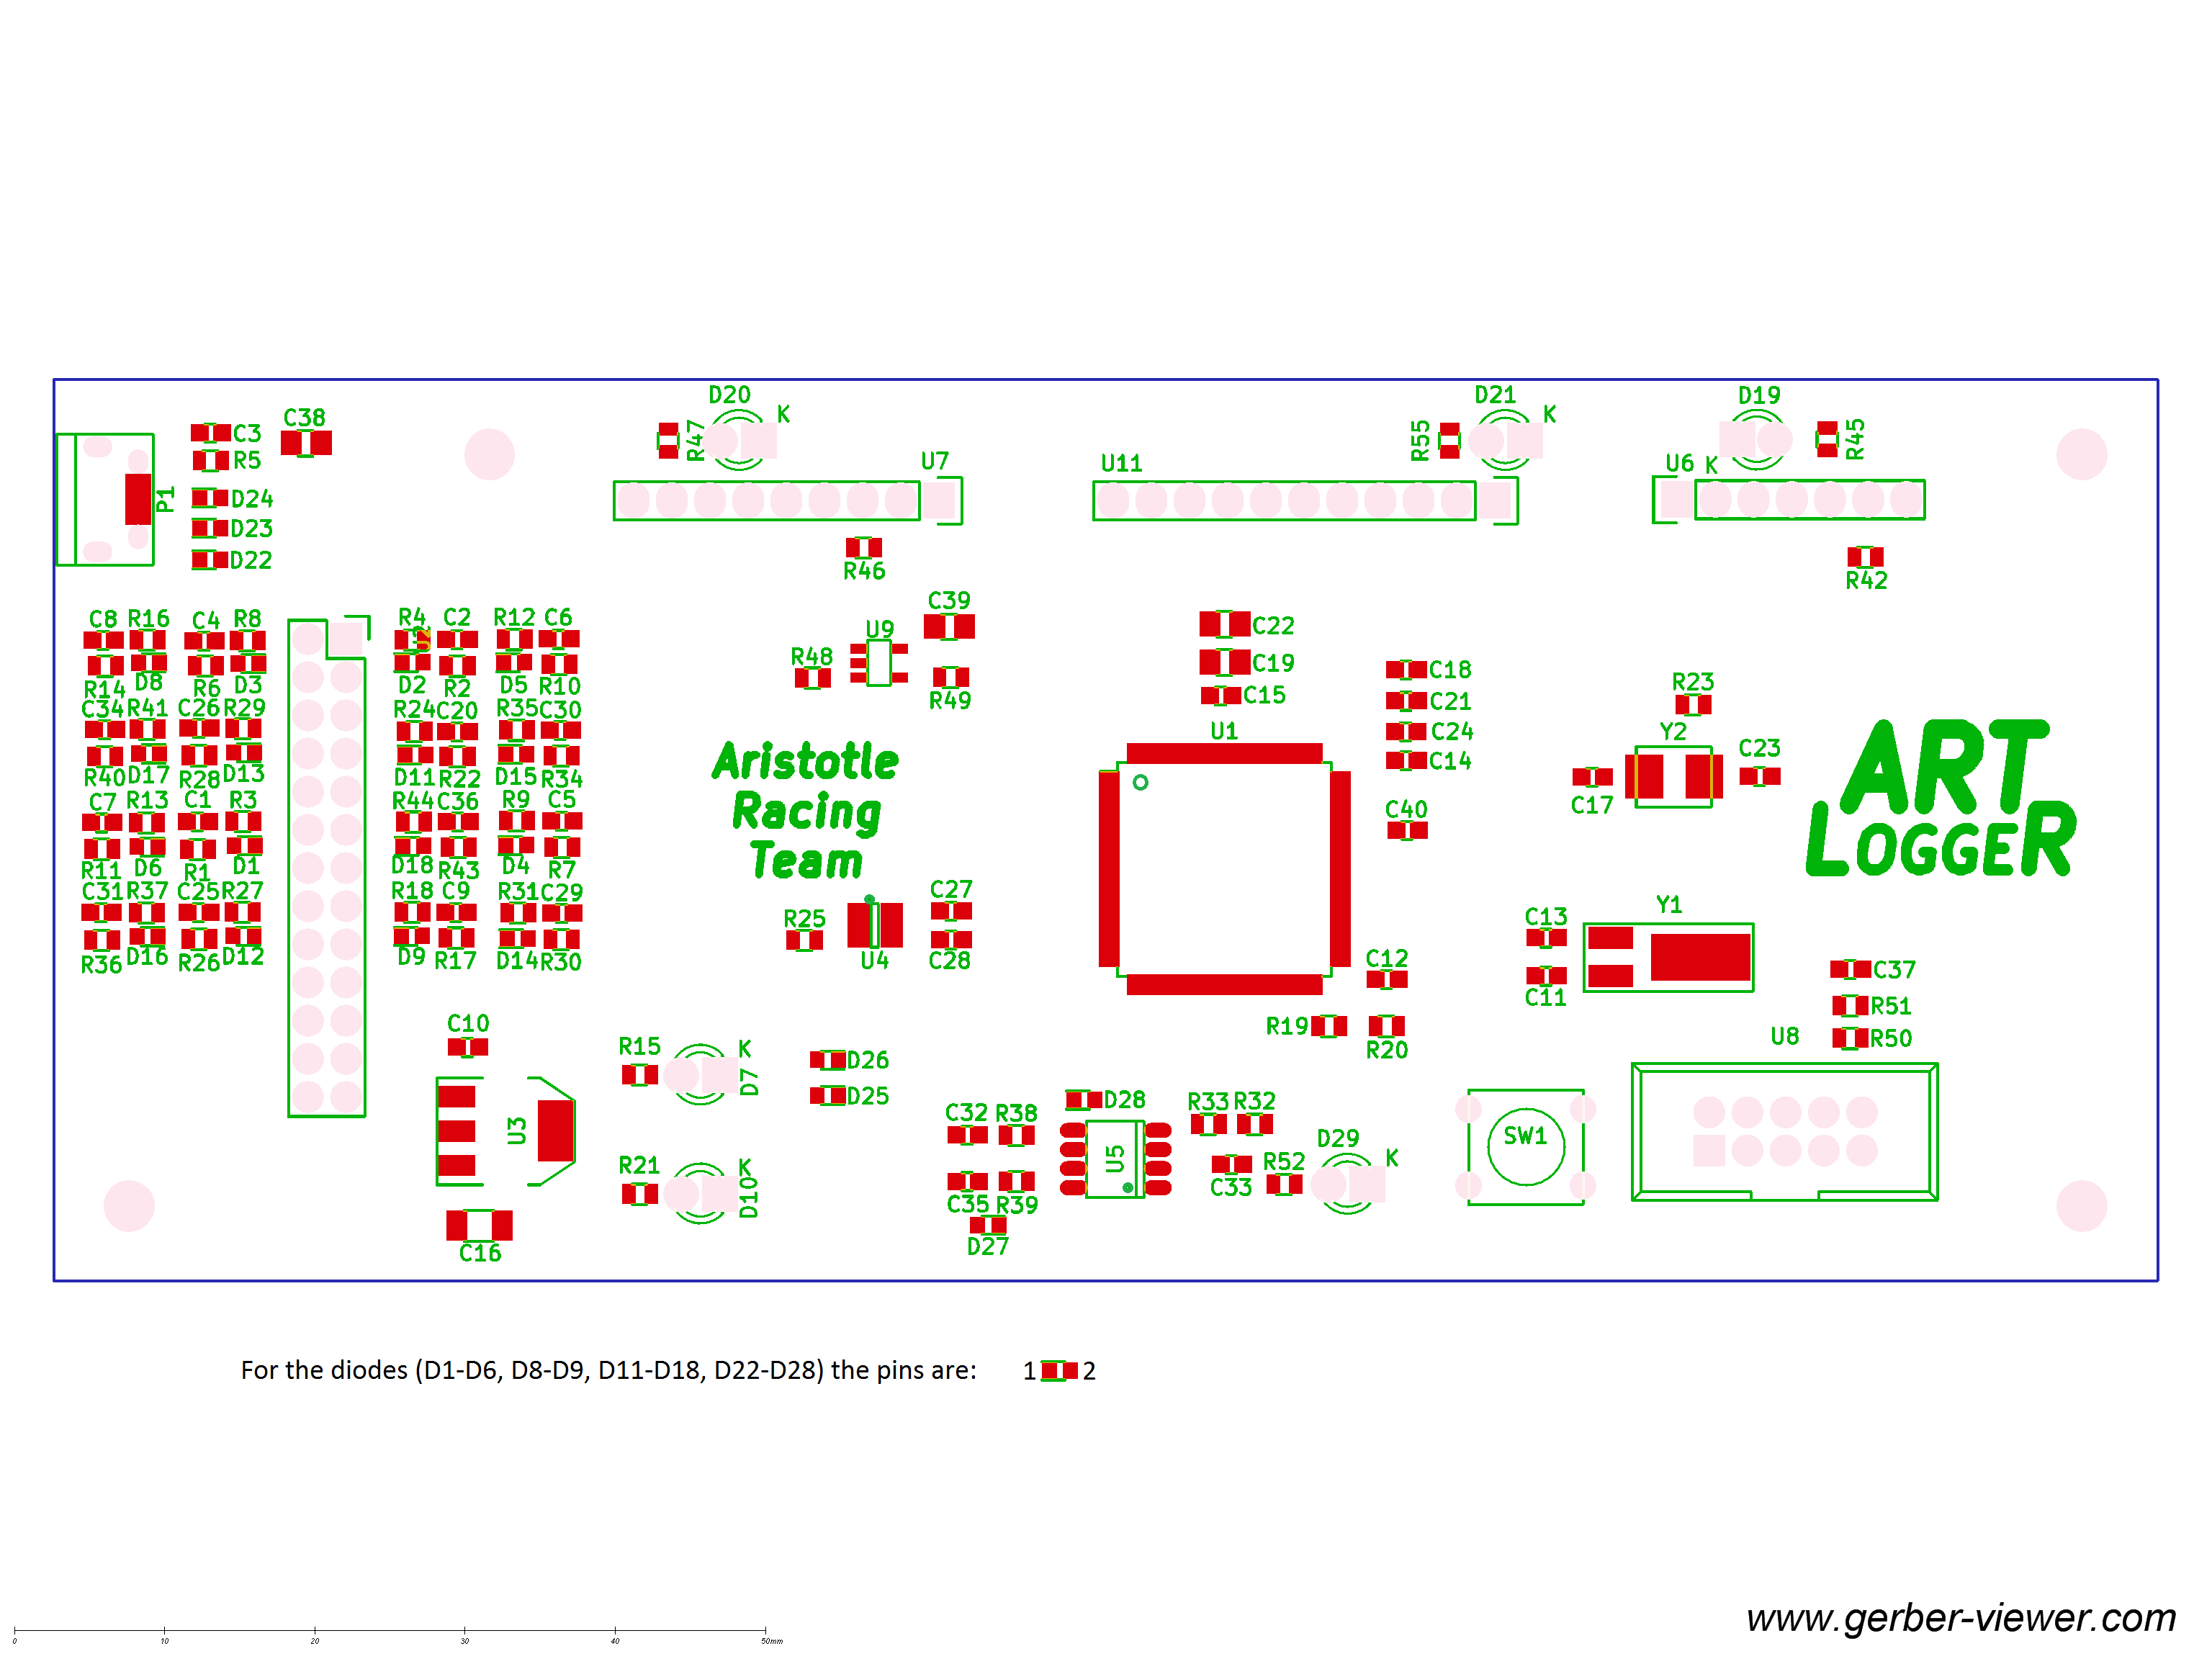 D20 K D21 K D19
C3 C38 R47 R55 R45
R5 U7 U11 U6 K
P1 D24
D23
D22 R46 R42
C8 R16 C4 R8 R4 C2 R12 C6 C39
U2 U9 C22
R14 D8 R6 D3 D2 R2 D5 R10 R48 R49 C19 C18
C15 C21 R23
C34 R41 C26 R29 R24 C20 R35 C30 U1 C24 Y2
R40 D17 R28 D13 D11 R22 D15 R34 Aristotle C14 C23 ART
C7 R13 C1 R3 R44 C36 R9 C5 Racing C40 C17 LOGGER
R11 D6 R1 D1 D18 R43 D4 R7 Team
C31 R37 C25 R27 R18 C9 R31 C29 R25 C27 C13 Y1
R36 D16 R26 D12 D9 R17 D14 R30 U4 C28 C12 C11 C37
C10 R19 R20 R51
R15 K D26 U8 R50
D7 D25 D28
U3 C32 R38 U5 R33 R32 D29 SW1
R21 K R52 K
D10 C35 R39 C33
C16 D27
For the diodes (D1-D6, D8-D9, D11-D18, D22-D28) the pins are: 1 2
www.gerber-viewer.com
0 10 20 30 40 50mm